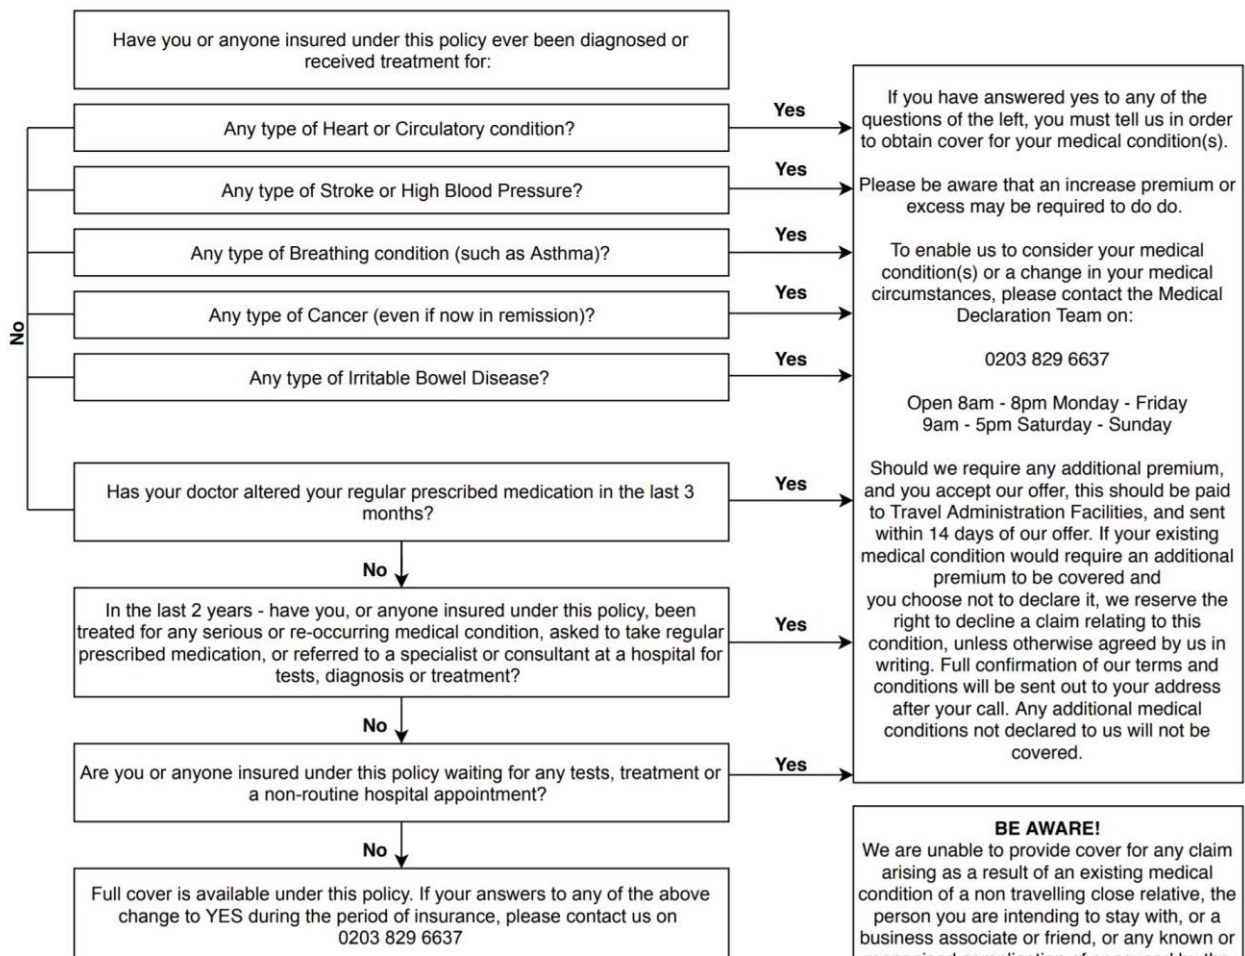 Have you or anyone insured under this policy ever been diagnosed or
received treatment for:
Any type of Heart or Circulatory condition?
Yes
Any type of Stroke or High Blood Pressure?
Yes
Any type of Breathing condition (such as Asthma)?
Yes
Any type of Cancer (even if now in remission)?
Yes
Any type of Irritable Bowel Disease?
Yes
No
Has your doctor altered your regular prescribed medication in the last 3
months?
Yes
No
In the last 2 years - have you, or anyone insured under this policy, been
treated for any serious or re-occurring medical condition, asked to take regular
prescribed medication, or referred to a specialist or consultant at a hospital for
tests, diagnosis or treatment?
Yes
No
Are you or anyone insured under this policy waiting for any tests, treatment or
a non-routine hospital appointment?
Yes
No
Full cover is available under this policy. If your answers to any of the above
change to YES during the period of insurance, please contact us on
0203 829 6637
If you have answered yes to any of the
questions of the left, you must tell us in order
to obtain cover for your medical condition(s).
Please be aware that an increase premium or
excess may be required to do do.
To enable us to consider your medical
condition(s) or a change in your medical
circumstances, please contact the Medical
Declaration Team on:
0203 829 6637
Open 8am - 8pm Monday - Friday
9am - 5pm Saturday - Sunday
Should we require any additional premium,
and you accept our offer, this should be paid
to Travel Administration Facilities, and sent
within 14 days of our offer. If your existing
medical condition would require an additional
premium to be covered and
you choose not to declare it, we reserve the
right to decline a claim relating to this
condition, unless otherwise agreed by us in
writing. Full confirmation of our terms and
conditions will be sent out to your address
after your call. Any additional medical
conditions not declared to us will not be
covered.
BE AWARE!
We are unable to provide cover for any claim
arising as a result of an existing medical
condition of a non travelling close relative, the
person you are intending to stay with, or a
business associate or friend, or any known or